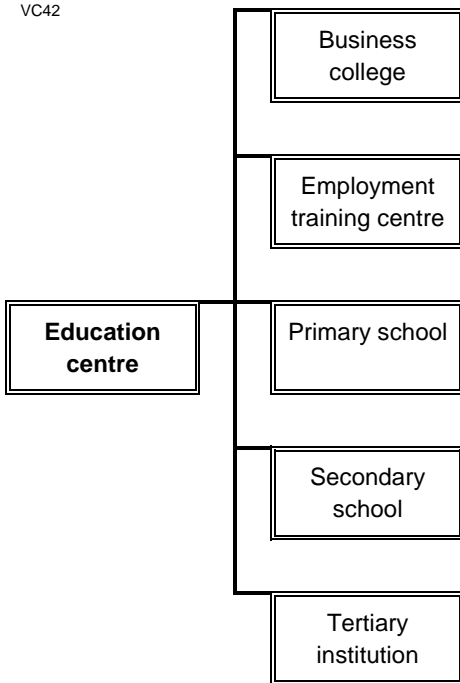 VC42
Business
college
Employment
training centre
Education
centre
Primary school
Secondary
school
Tertiary
institution